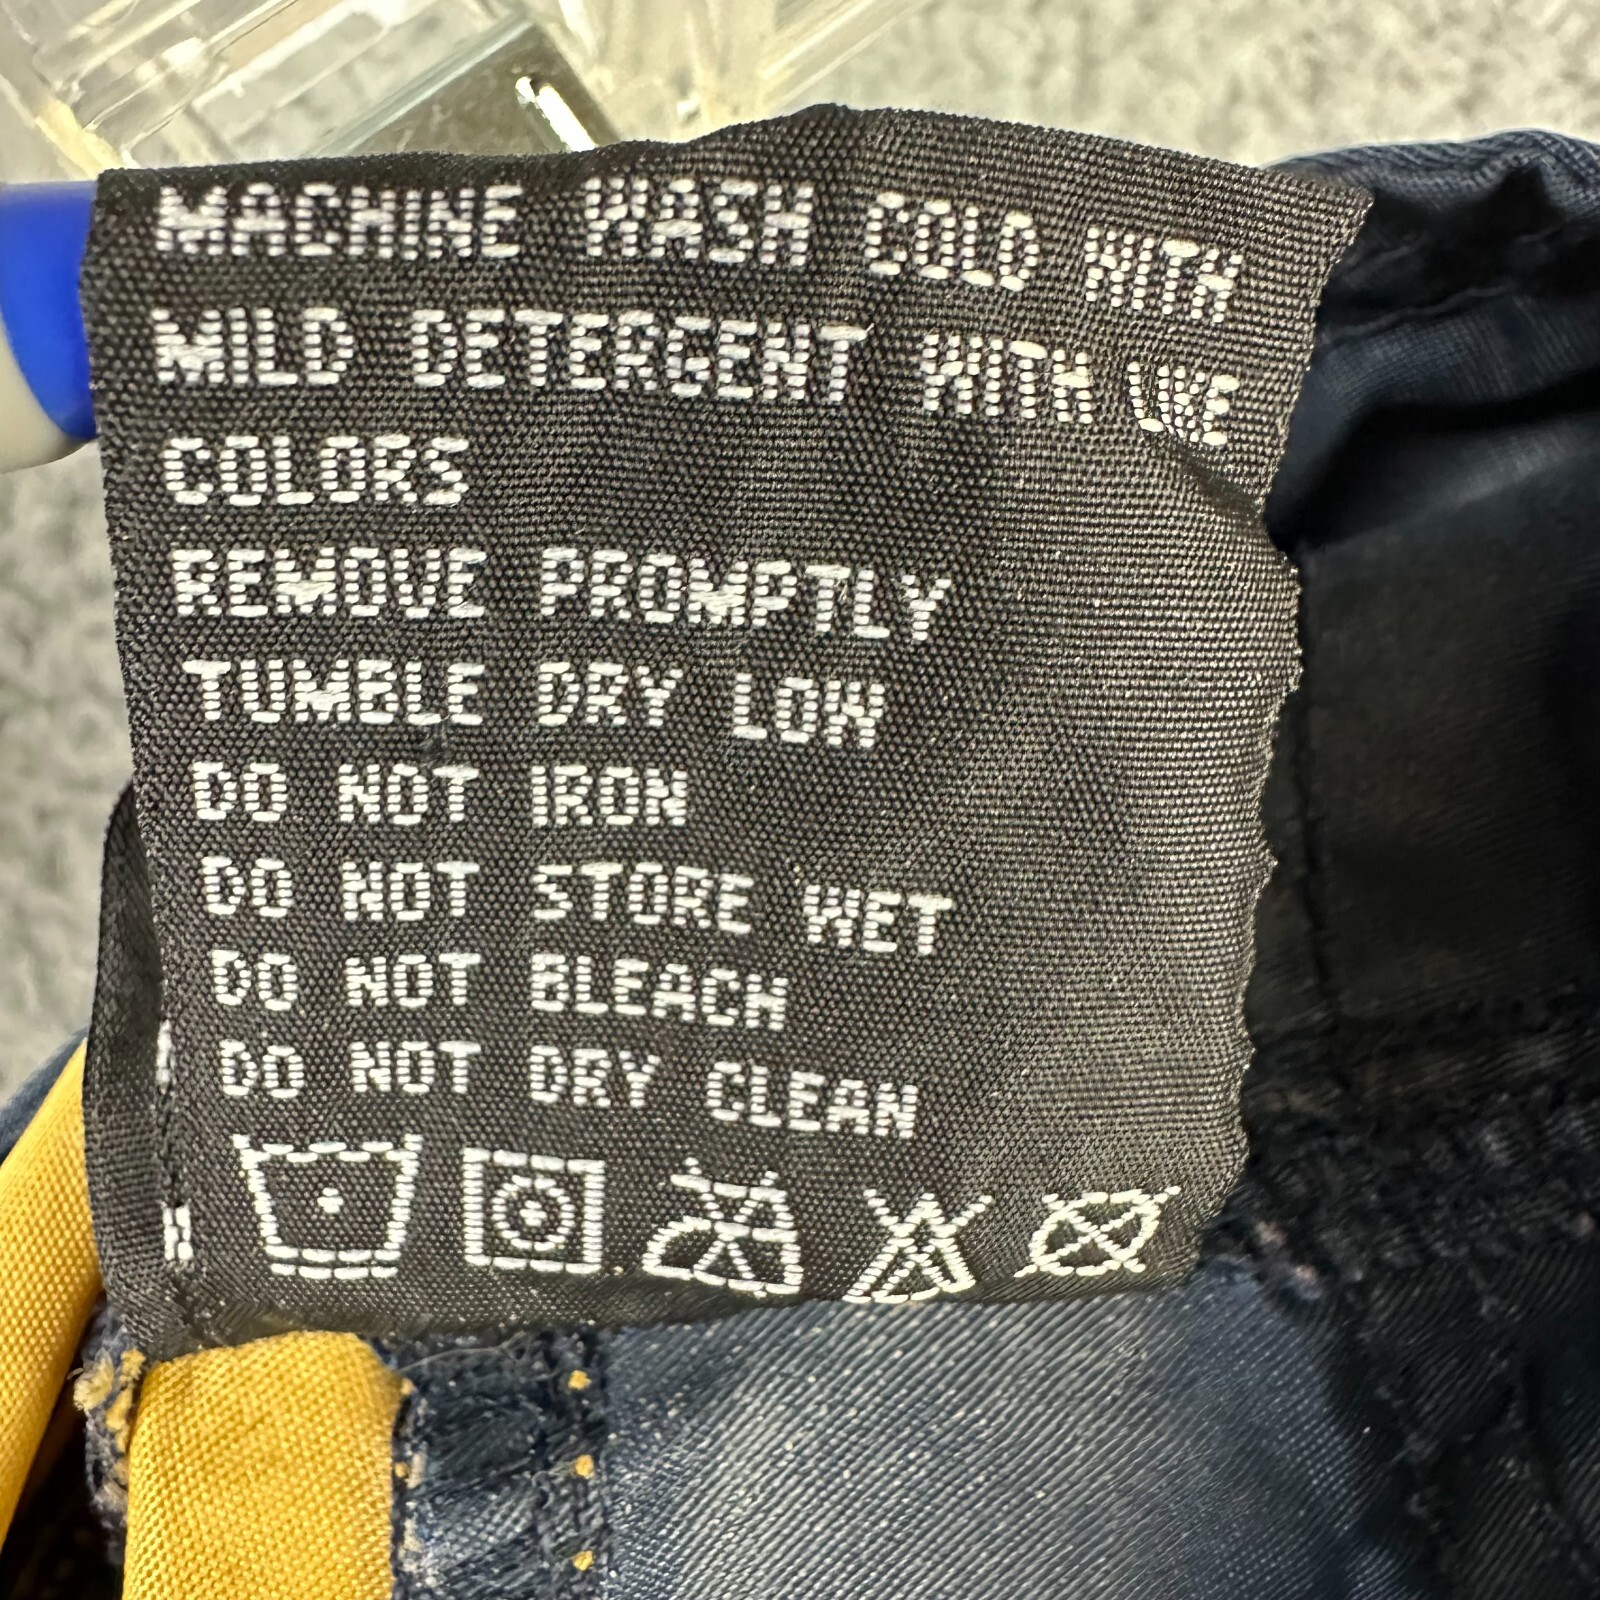 MACHINE WASH COLD WITH
MILD DETERGENT WITH LIKE
COLORS
REMOVE PROMPTLY
TUMBLE DRY LOW
DO NOT IRON
DO NOT STORE WET
DO NOT BLEACH
DO NOT DRY CLEAN